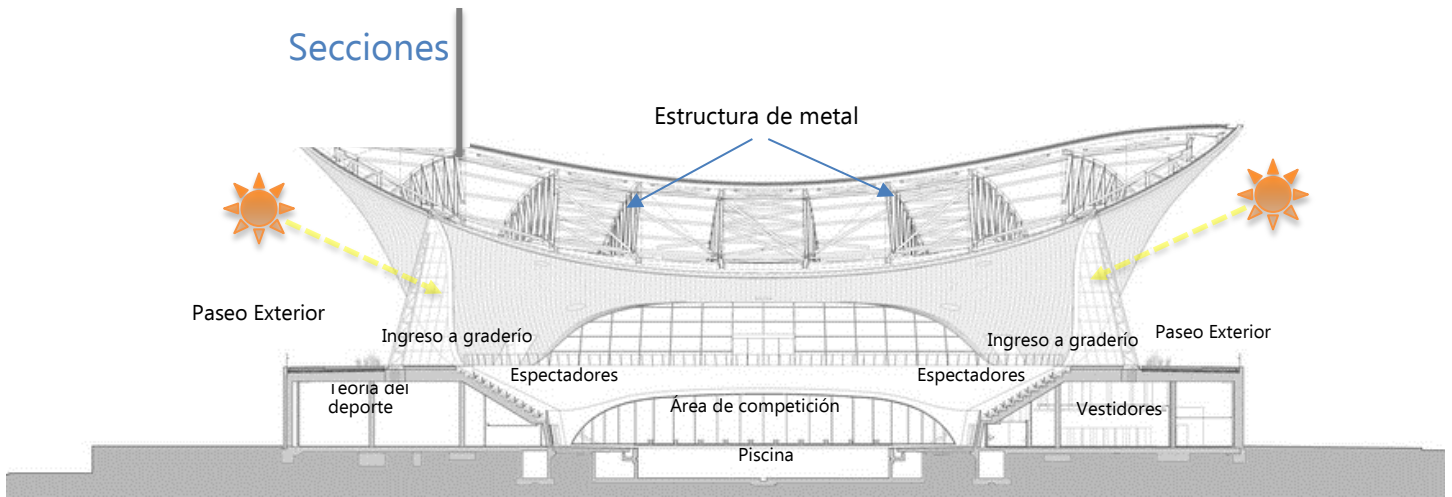 Secciones
Estructura de metal
Paseo Exterior
Ingreso a graderío
Ingreso a graderío
Paseo Exterior
Espectadores
Espectadores
Teoría del
deporte
Área de competición
Vestidores
Piscina